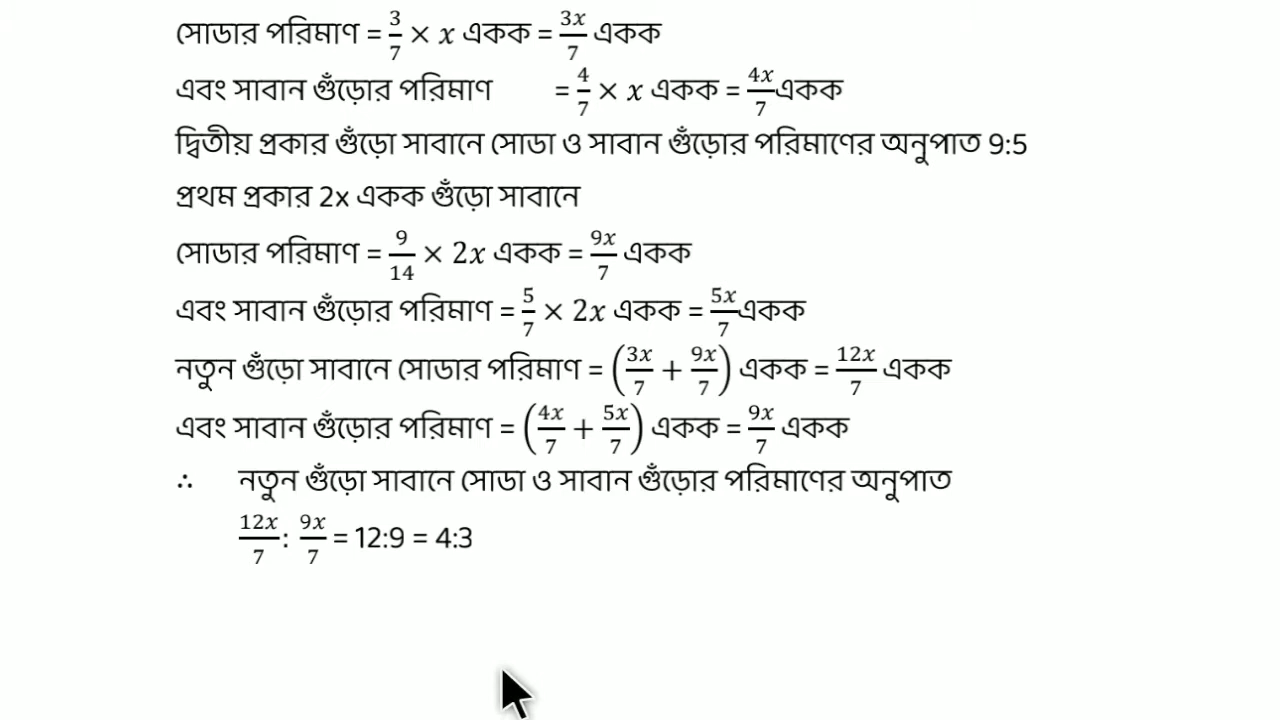 সোডার পরিমাণ = 3/7 × x একক = 3x/7 একক
এবং সাবান গুঁড়োর পরিমাণ = 4/7 × x একক = 4x/7 একক
দ্বিতীয় প্রকার গুঁড়ো সাবানে সোডা ও সাবান গুঁড়োর পরিমাণের অনুপাত 9:5
প্রথম প্রকার 2x একক গুঁড়ো সাবানে
সোডার পরিমাণ = 9/14 × 2x একক = 9x/7 একক
এবং সাবান গুঁড়োর পরিমাণ = 5/7 × 2x একক = 5x/7 একক
নতুন গুঁড়ো সাবানে সোডার পরিমাণ = (3x/7 + 9x/7) একক = 12x/7 একক
এবং সাবান গুঁড়োর পরিমাণ = (4x/7 + 5x/7) একক = 9x/7 একক
∴ নতুন গুঁড়ো সাবানে সোডা ও সাবান গুঁড়োর পরিমাণের অনুপাত
12x/7 : 9x/7 = 12:9 = 4:3